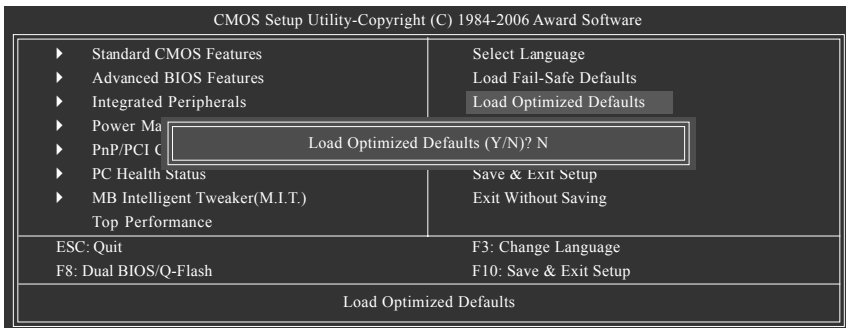 CMOS Setup Utility-Copyright (C) 1984-2006 Award Software
Standard CMOS Features
Advanced BIOS Features
Integrated Peripherals
Power Ma
PnP/PCI C
PC Health Status
MB Intelligent Tweaker(M.I.T.)
Top Performance
Select Language
Load Fail-Safe Defaults
Load Optimized Defaults
Load Optimized Defaults (Y/N)? N
Save & Exit Setup
Exit Without Saving
ESC: Quit
F3: Change Language
F8: Dual BIOS/Q-Flash
F10: Save & Exit Setup
Load Optimized Defaults